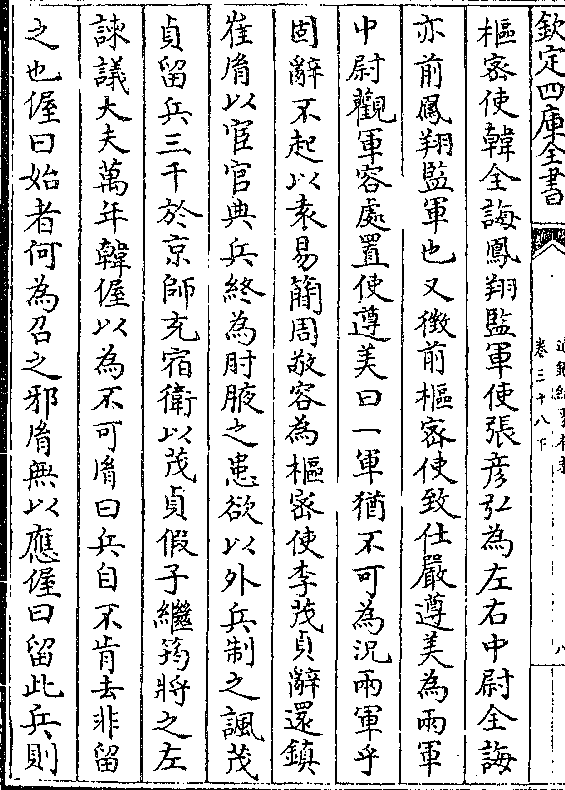 欽定四庫全書
卷三十八下
樞密使韓全誨鳳翔監軍使張彦弘為左右中尉全誨
亦前鳳翔監軍也又徴前樞密使致仕嚴遵美為兩軍
中尉觀軍容處置使遵美曰一軍猶不可為况兩軍乎
固辭不起以袁易簡周敬容為樞密使李茂貞辭還鎮
崔𦙍以宦官典兵終為肘腋之患欲以外兵制之諷茂
貞留兵三千於京師充宿衛以茂貞假子繼筠將之左
諫議大夫萬年韓偓以為不可𦙍曰兵自不肯去非留
之也偓曰始者何為召之邪𦙍無以應偓曰留此兵則